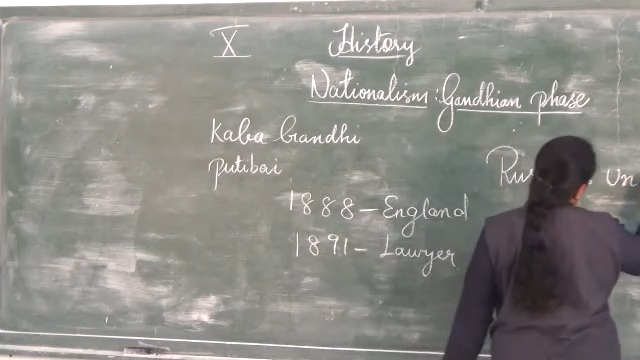 X History
Nationalism : Gandhian phase
Kaba Gandhi
putibai
1888 – England
1891 – Lawyer